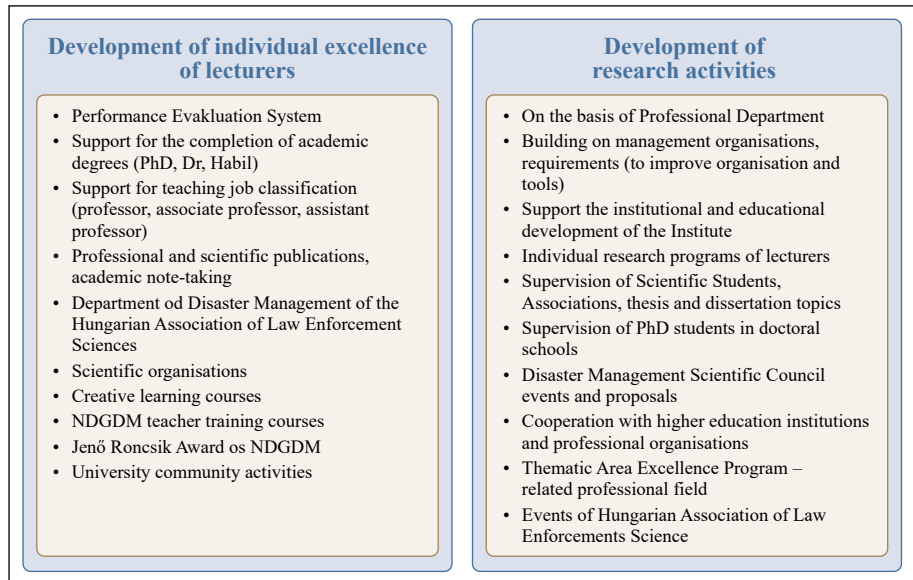 Development of individual excellence
of lecturers
• Performance Evakluation System
• Support for the completion of academic
degrees (PhD, Dr, Habil)
• Support for teaching job classification
(professor, associate professor, assistant
professor)
• Professional and scientific publications,
academic note-taking
• Department od Disaster Management of the
Hungarian Association of Law Enforcement
Sciences
• Scientific organisations
• Creative learning courses
• NDGDM teacher training courses
• Jenő Roncsik Award os NDGDM
• University community activities
Development of
research activities
• On the basis of Professional Department
• Building on management organisations,
requirements (to improve organisation and
tools)
• Support the institutional and educational
development of the Institute
• Individual research programs of lecturers
• Supervision of Scientific Students,
Associations, thesis and dissertation topics
• Supervision of PhD students in doctoral
schools
• Disaster Management Scientific Council
events and proposals
• Cooperation with higher education institutions
and professional organisations
• Thematic Area Excellence Program –
related professional field
• Events of Hungarian Association of Law
Enforcements Science